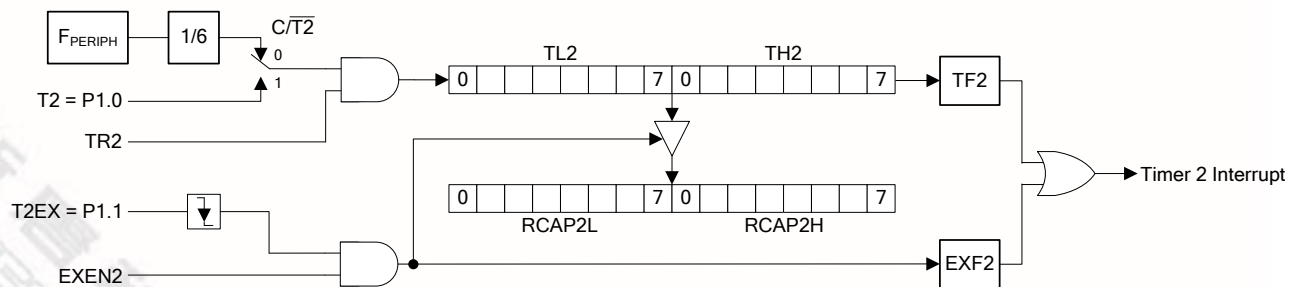 C/T2
F_PERIPH
1/6
0
1
T2 = P1.0
TR2
TL2
TH2
0 7 0 7
TF2
T2EX = P1.1
EXEN2
0 7 0 7
RCAP2L
RCAP2H
EXF2
Timer 2 Interrupt